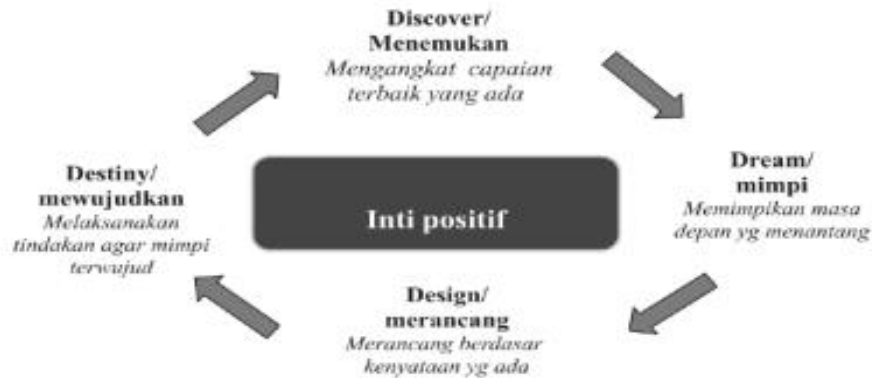 Discover/
Menemukan
Mengangkat capaian
terbaik yang ada
Dream/
mimpi
Memimpikan masa
depan yg menantang
Design/
merancang
Merancang berdasar
kenyataan yg ada
Destiny/
mewujudkan
Melaksanakan
tindakan agar mimpi
terwujud
Inti positif